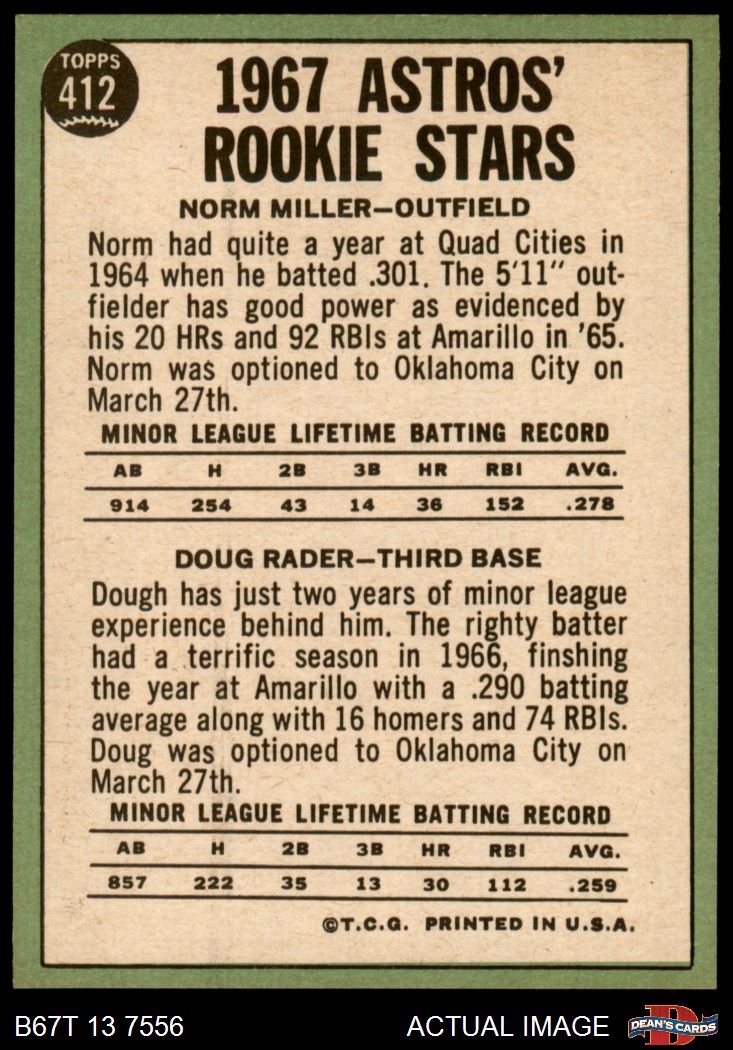 TOPPS
412
1967 ASTROS'
ROOKIE STARS
NORM MILLER—OUTFIELD
Norm had quite a year at Quad Cities in
1964 when he batted .301. The 5'11" out-
fielder has good power as evidenced by
his 20 HRs and 92 RBIs at Amarillo in '65.
Norm was optioned to Oklahoma City on
March 27th.
MINOR LEAGUE LIFETIME BATTING RECORD
AB H 2B 3B HR RBI AVG.
914 254 43 14 36 152 .278
DOUG RADER—THIRD BASE
Dough has just two years of minor league
experience behind him. The righty batter
had a terrific season in 1966, finshing
the year at Amarillo with a .290 batting
average along with 16 homers and 74 RBIs.
Doug was optioned to Oklahoma City on
March 27th.
MINOR LEAGUE LIFETIME BATTING RECORD
AB H 2B 3B HR RBI AVG.
857 222 35 13 30 112 .259
©T.C.G. PRINTED IN U.S.A.
B67T 13 7556 ACTUAL IMAGE D DEAN'S CARDS